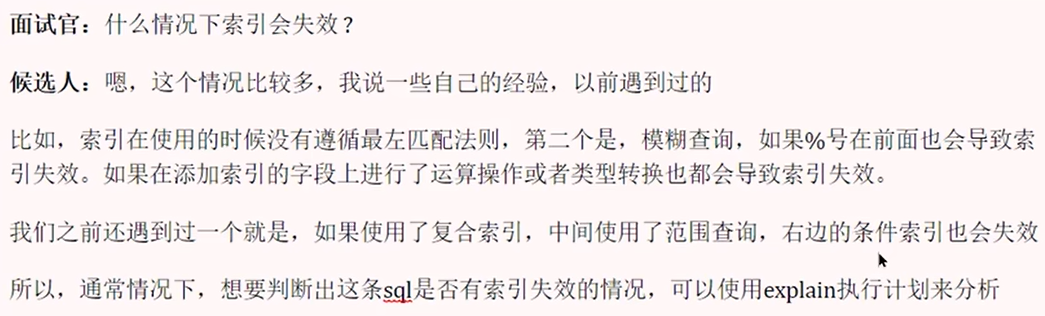 面试官：什么情况下索引会失效？
候选人：嗯，这个情况比较多，我说一些自己的经验，以前遇到过的
比如，索引在使用的时候没有遵循最左匹配法则，第二个是，模糊查询，如果%号在前面也会导致索
引失效。如果在添加索引的字段上进行了运算操作或者类型转换也都会导致索引失效。
我们之前还遇到过一个就是，如果使用了复合索引，中间使用了范围查询，右边的条件索引也会失效
所以，通常情况下，想要判断出这条sql是否有索引失效的情况，可以使用explain执行计划来分析